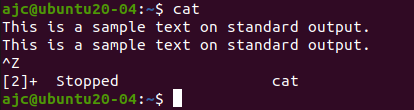 ajc@ubuntu20-04:~$ cat
This is a sample text on standard output.
This is a sample text on standard output.
^Z
[2]+  Stopped                 cat
ajc@ubuntu20-04:~$